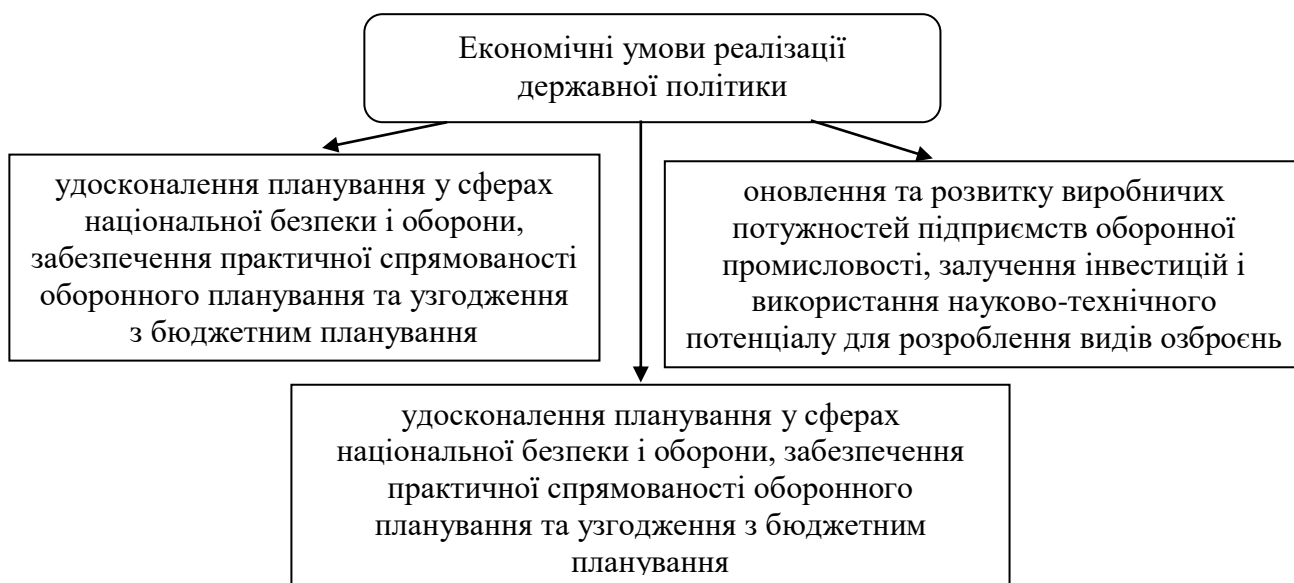 Економічні умови реалізації
державної політики
удосконалення планування у сферах
національної безпеки і оборони,
забезпечення практичної спрямованості
оборонного планування та узгодження
з бюджетним планування
оновлення та розвитку виробничих
потужностей підприємств оборонної
промисловості, залучення інвестицій і
використання науково-технічного
потенціалу для розроблення видів озброєнь
удосконалення планування у сферах
національної безпеки і оборони, забезпечення
практичної спрямованості оборонного
планування та узгодження з бюджетним
планування